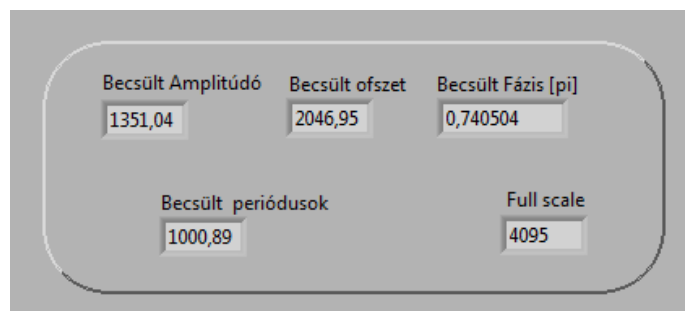 Becsült Amplitúdó Becsült ofszet Becsült Fázis [pi]
1351,04 2046,95 0,740504
Becsült periódusok Full scale
1000,89 4095